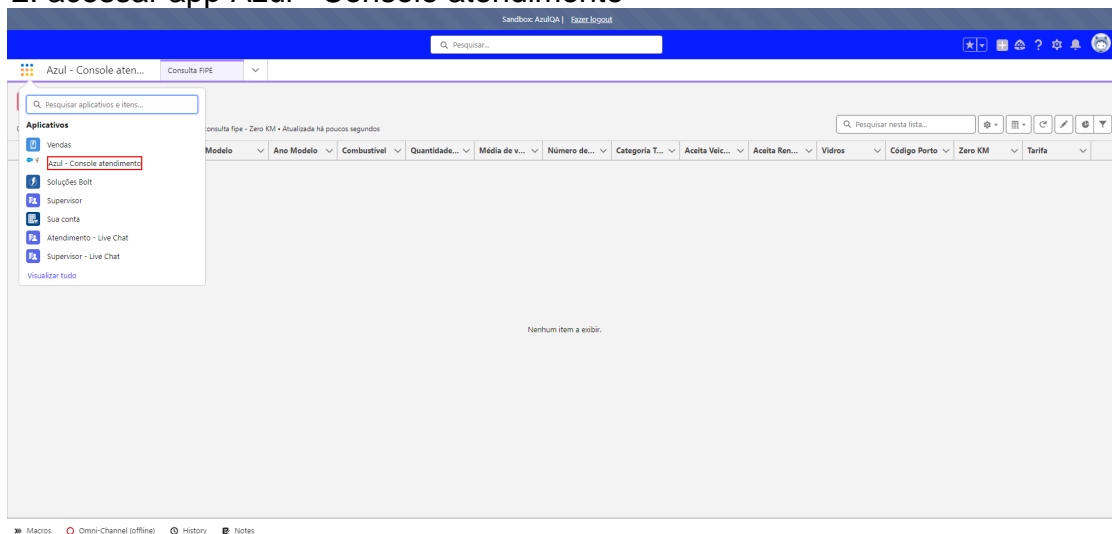 2. acessar app Azul - Console atendimento
Sandbox: AzulQA | Fazer logout
Pesquisar...
Azul - Console aten...
Consulta FIPE
Pesquisar aplicativos e itens...
Aplicativos
Vendas
Azul - Console atendimento
Soluções Bolt
Supervisor
Sua conta
Atendimento - Live Chat
Supervisor - Live Chat
Visualizar tudo
consulta fipe - Zero KM • Atualizada há poucos segundos
Pesquisar nesta lista...
Modelo
Ano Modelo
Combustível
Quantidade...
Média de v...
Número de...
Categoria T...
Aceita Veic...
Aceita Ren...
Vidros
Código Porto
Zero KM
Tarifa
Nenhum item a exibir.
Macros
Omni-Channel (offline)
History
Notes